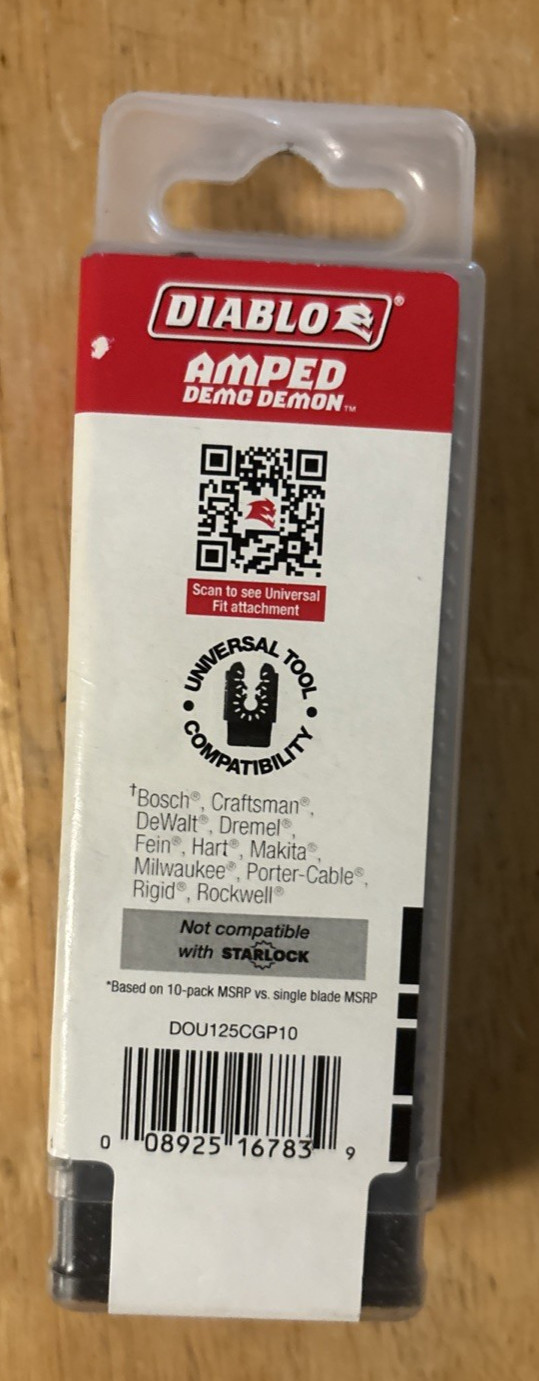 DIABLO®
AMPED
DEMO DEMON™
Scan to see Universal
Fit attachment
UNIVERSAL TOOL
COMPATIBILITY
†Bosch®, Craftsman®,
DeWalt®, Dremel®,
Fein®, Hart®, Makita®,
Milwaukee®, Porter-Cable®,
Rigid®, Rockwell®
Not compatible
with STARLOCK
*Based on 10-pack MSRP vs. single blade MSRP
DOU125CGP10
0 08925 16783 9